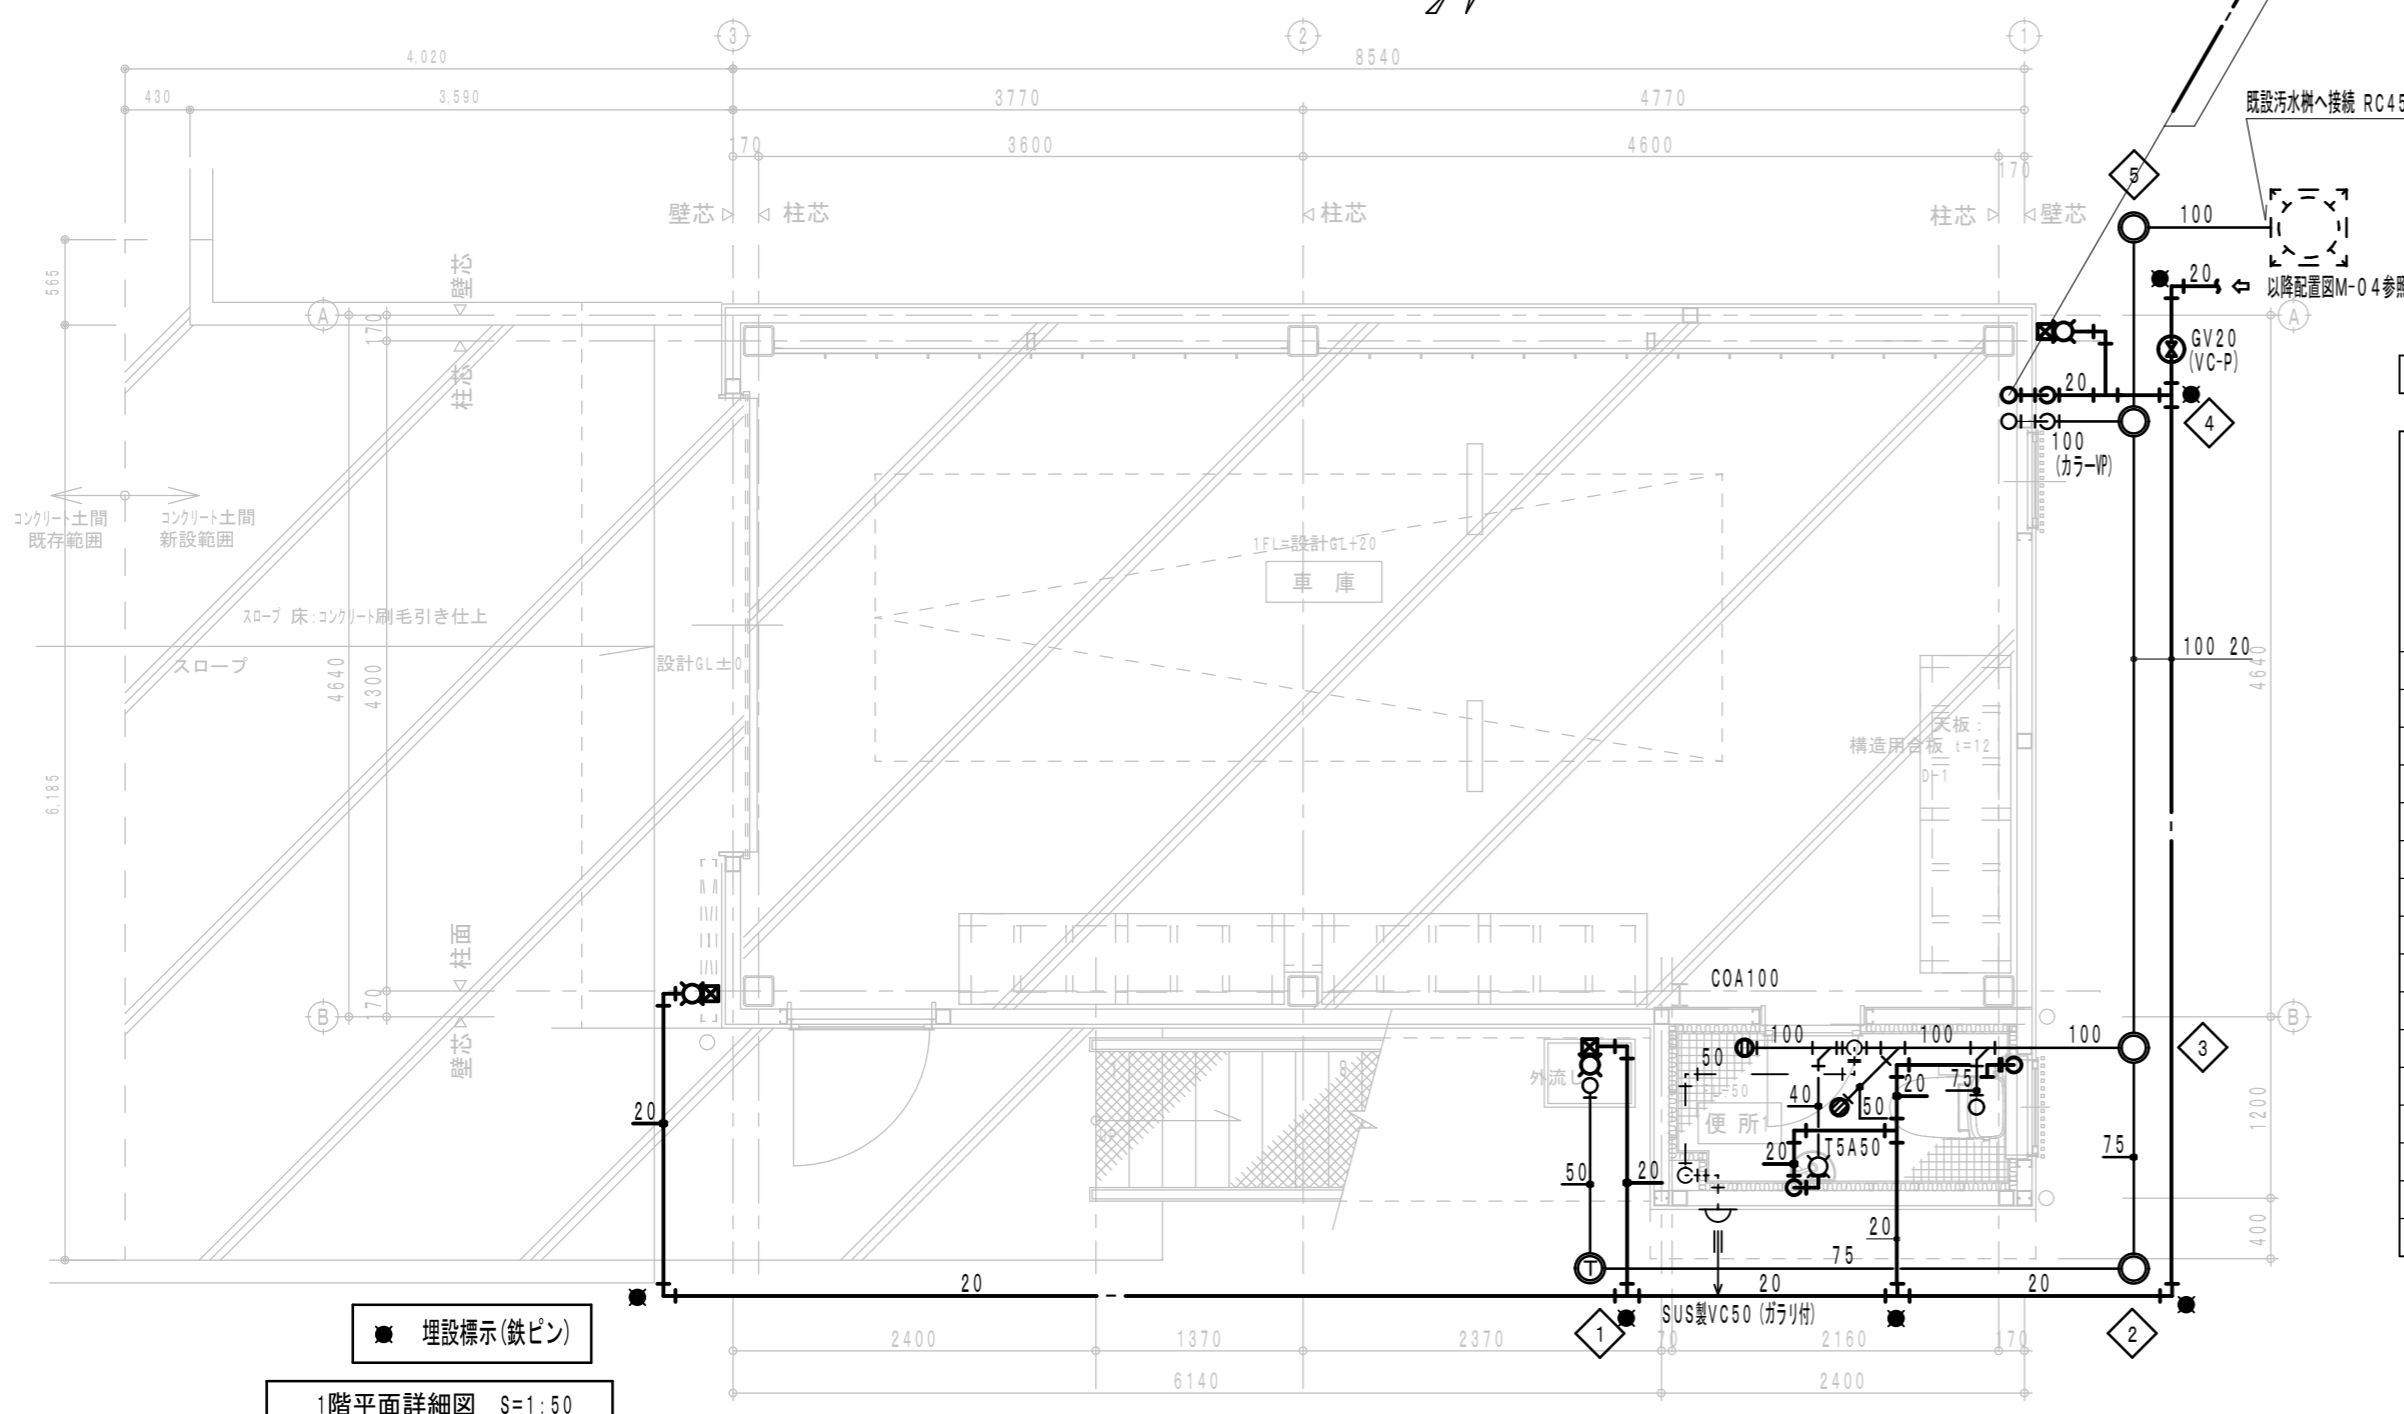 3
2
1
4,020
8540
430
3,590
3770
4770
既設汚水桝へ接続 RC45
170
3600
4600
170
5
壁芯
柱芯
柱芯
柱芯
壁芯
100
20
以降配置図M-04参照
565
壁芯
A
170
柱芯
A
GV20
(VC-P)
20
4
100
(カラーVP)
コンクリート土間
既存範囲
コンクリート土間
新設範囲
1FL=設計GL+20
車 庫
スロープ 床:コンクリート刷毛引き仕上
スロープ
設計GL±0
4640
4300
100 20
4640
天板:
構造用合板 t=12
D-1
6,185
柱面
170
B
壁芯
COA100
B
100
100
100
3
50
外流し
20
75
40
50
便 所
20
T5A50
20
50
20
75
1200
20
75
400
T
20
20
20
SUS製VC50 (ガラリ付)
1
2
埋設標示(鉄ピン)
2400
1370
2370
70
2160
170
6140
2400
1階平面詳細図 S=1:50